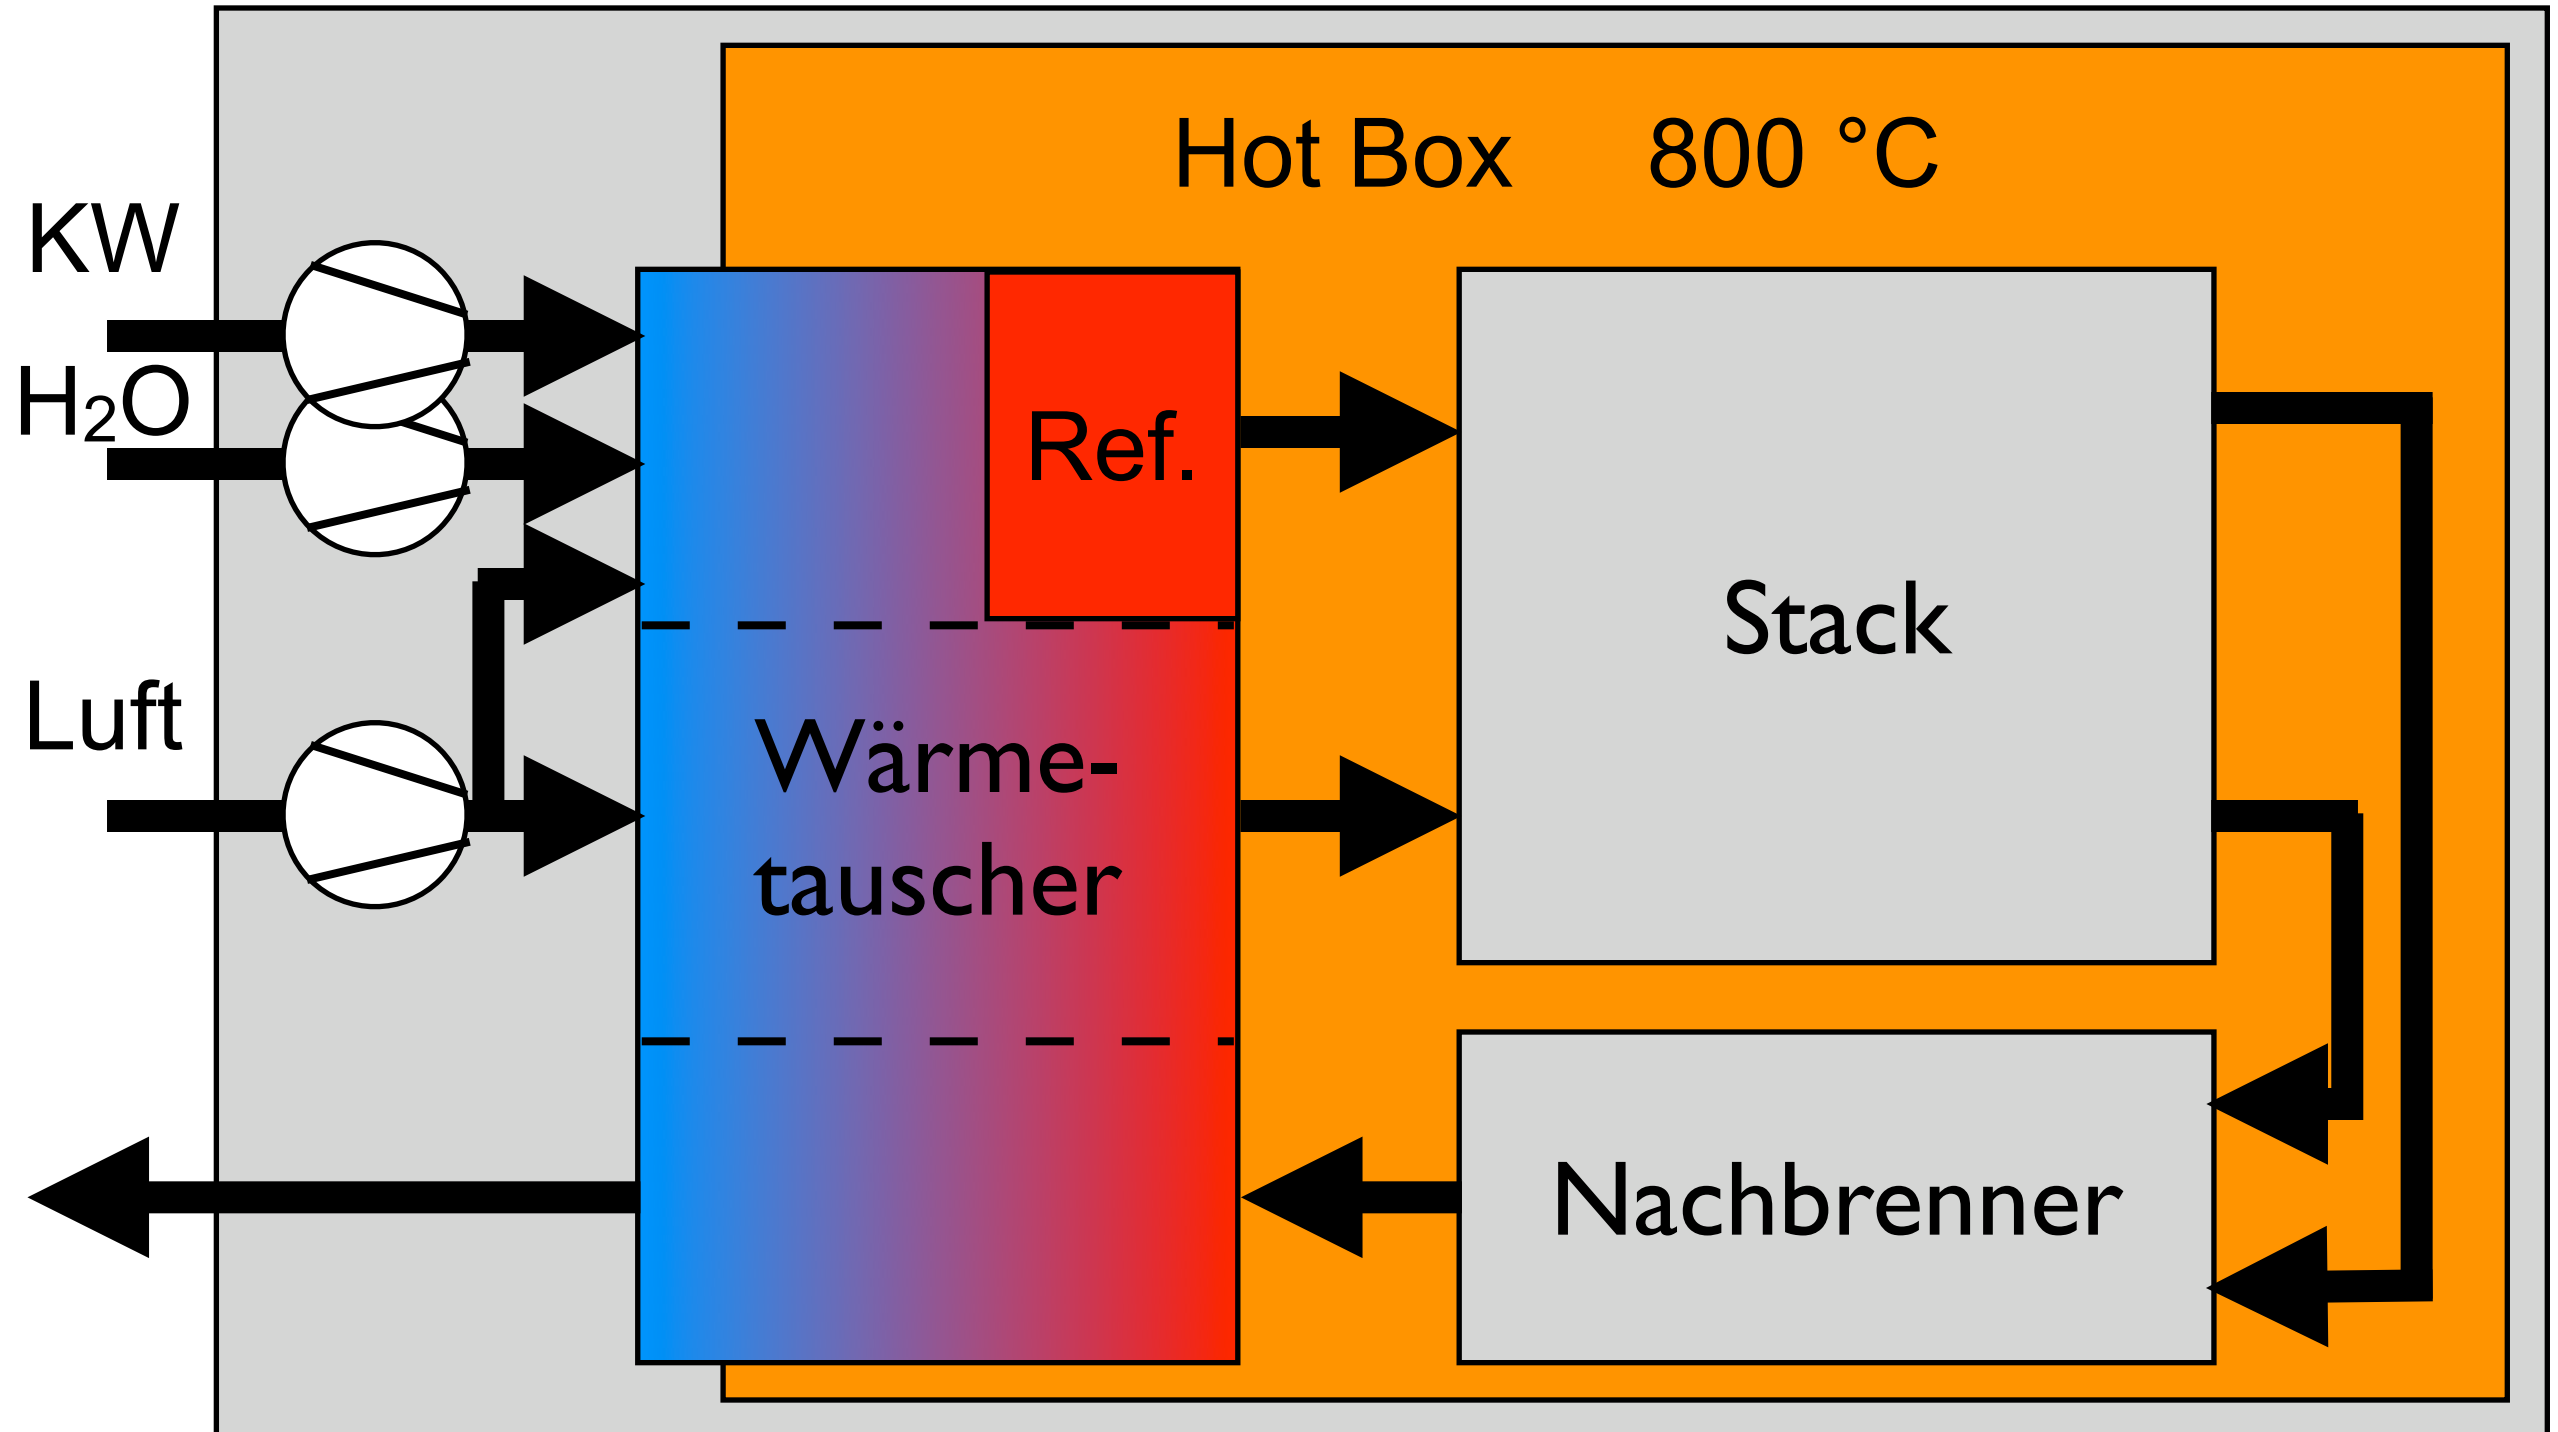 Hot Box 800 °C
KW
H₂O
Ref.
Stack
Luft
Wärme-
tauscher
Nachbrenner